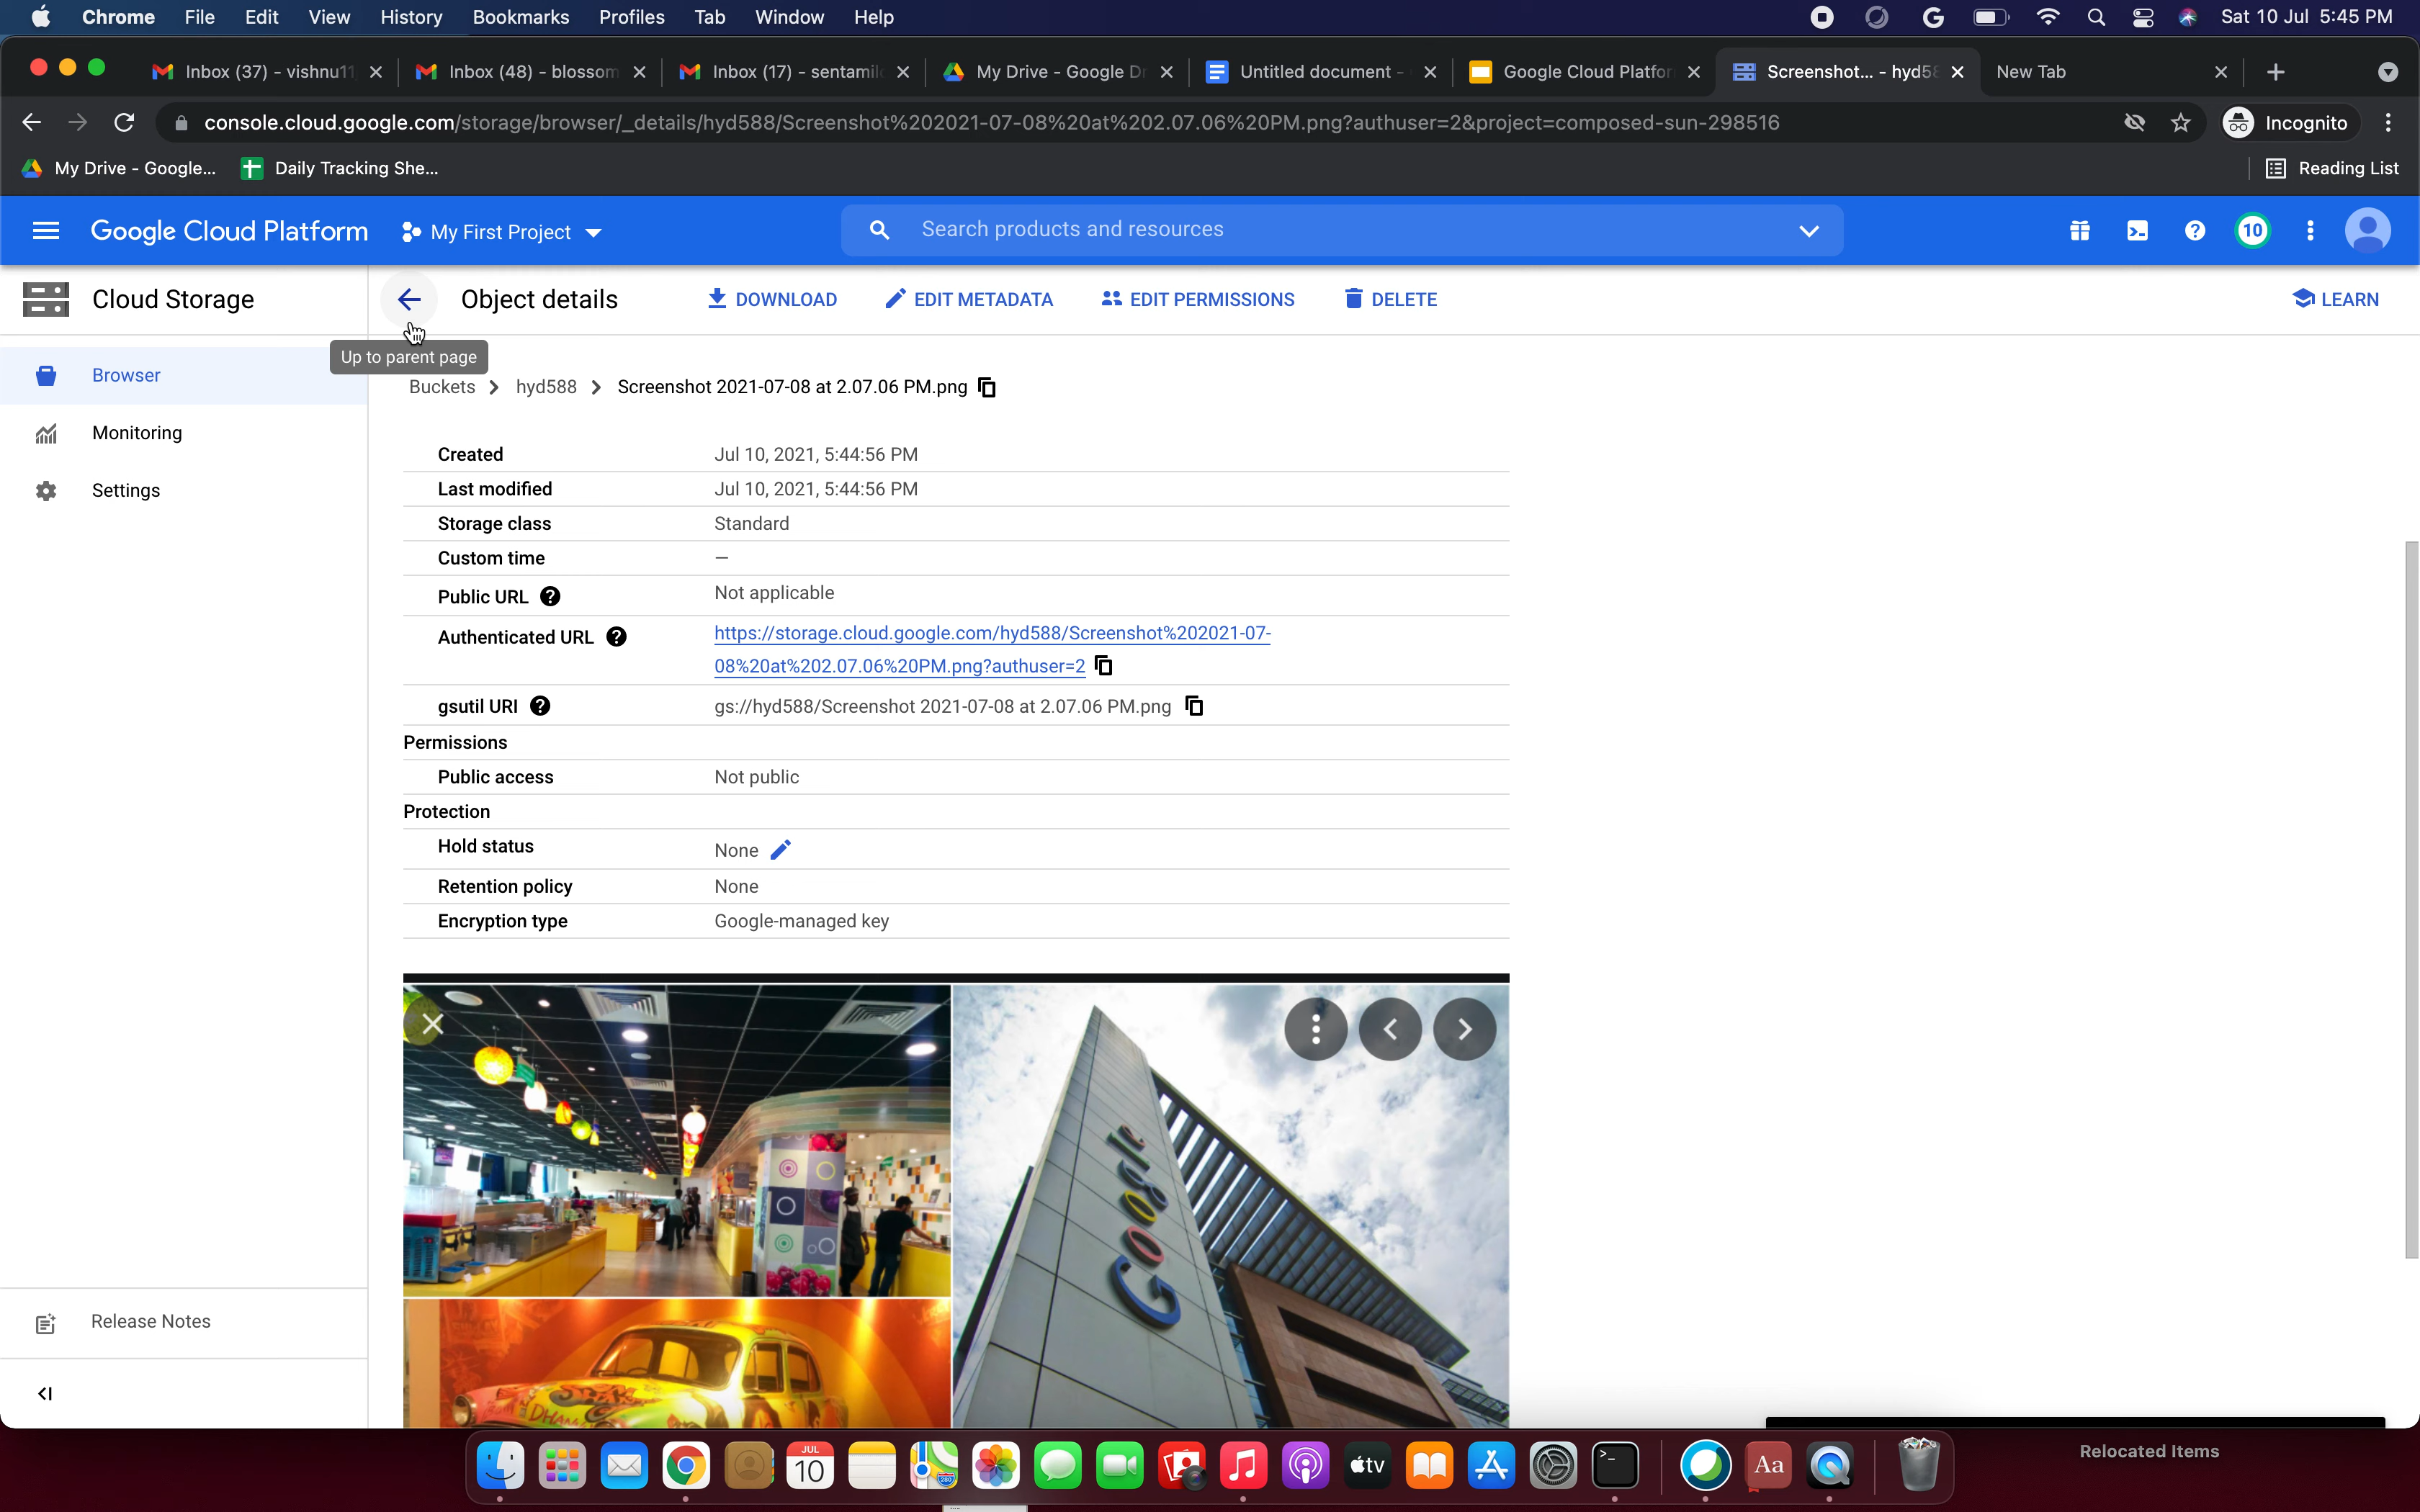 Chrome File Edit View History Bookmarks Profiles Tab Window Help Sat 10 Jul 5:45 PM
Inbox (37) - vishnu11 Inbox (48) - blossom Inbox (17) - sentamil My Drive - Google Dr Untitled document - Google Cloud Platfor Screenshot... - hyd58 New Tab
console.cloud.google.com/storage/browser/_details/hyd588/Screenshot%202021-07-08%20at%202.07.06%20PM.png?authuser=2&project=composed-sun-298516 Incognito
My Drive - Google... Daily Tracking She... Reading List
Google Cloud Platform My First Project Search products and resources 10
Cloud Storage Object details DOWNLOAD EDIT METADATA EDIT PERMISSIONS DELETE LEARN
Up to parent page
Browser
Monitoring
Settings
Buckets > hyd588 > Screenshot 2021-07-08 at 2.07.06 PM.png
Created Jul 10, 2021, 5:44:56 PM
Last modified Jul 10, 2021, 5:44:56 PM
Storage class Standard
Custom time —
Public URL Not applicable
Authenticated URL https://storage.cloud.google.com/hyd588/Screenshot%202021-07-
08%20at%202.07.06%20PM.png?authuser=2
gsutil URI gs://hyd588/Screenshot 2021-07-08 at 2.07.06 PM.png
Permissions
Public access Not public
Protection
Hold status None
Retention policy None
Encryption type Google-managed key
Google
Release Notes
JUL
10
tv
Aa
Relocated Items